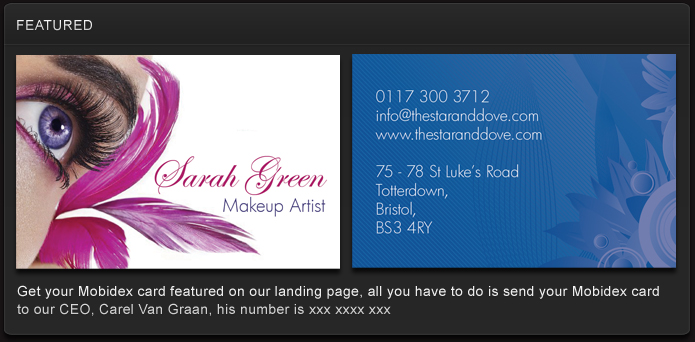 FEATURED
Sarah Green
Makeup Artist
0117 300 3712
info@thestaranddove.com
www.thestaranddove.com
75 - 78 St Luke's Road
Totterdown,
Bristol,
BS3 4RY
Get your Mobidex card featured on our landing page, all you have to do is send your Mobidex card
to our CEO, Carel Van Graan, his number is xxx xxxx xxx